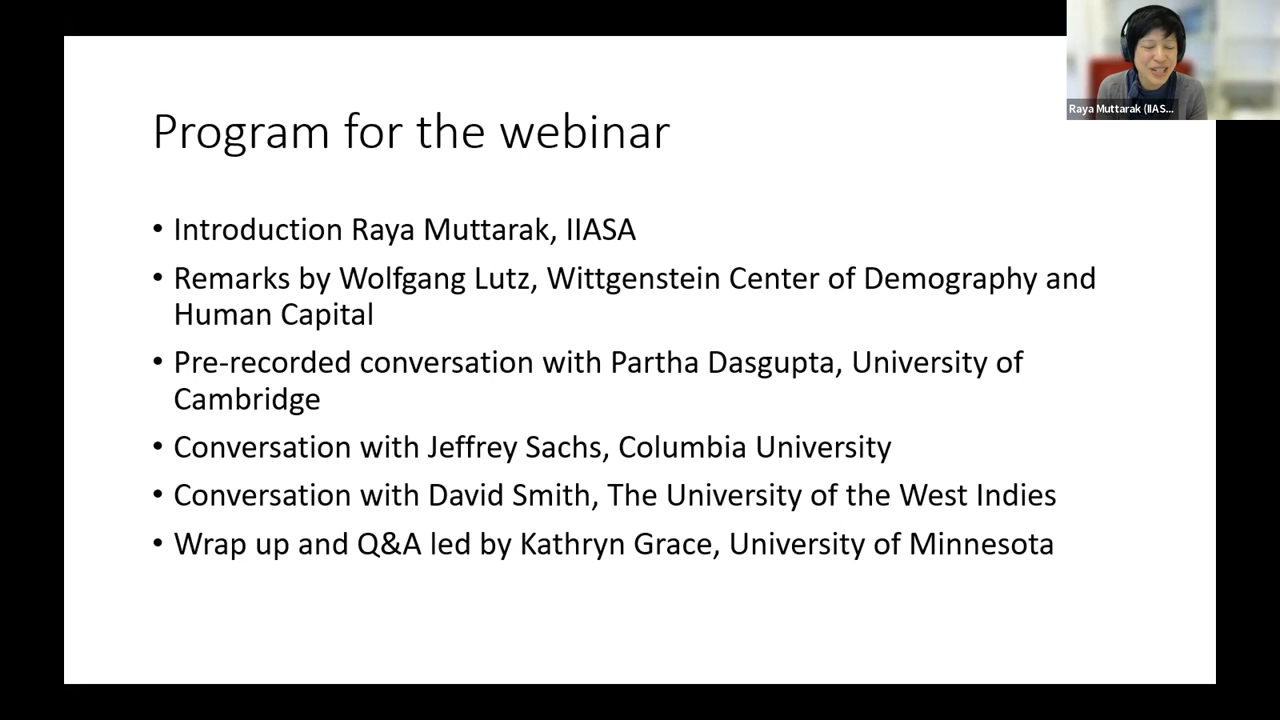 Raya Muttarak (IIAS...
Program for the webinar
• Introduction Raya Muttarak, IIASA
• Remarks by Wolfgang Lutz, Wittgenstein Center of Demography and
Human Capital
• Pre-recorded conversation with Partha Dasgupta, University of
Cambridge
• Conversation with Jeffrey Sachs, Columbia University
• Conversation with David Smith, The University of the West Indies
• Wrap up and Q&A led by Kathryn Grace, University of Minnesota